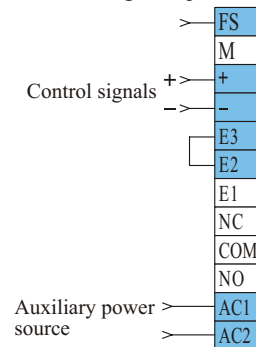 FS
M
+ +
Control signals
− −
E3
E2
E1
NC
COM
NO
Auxiliary power AC1
source AC2